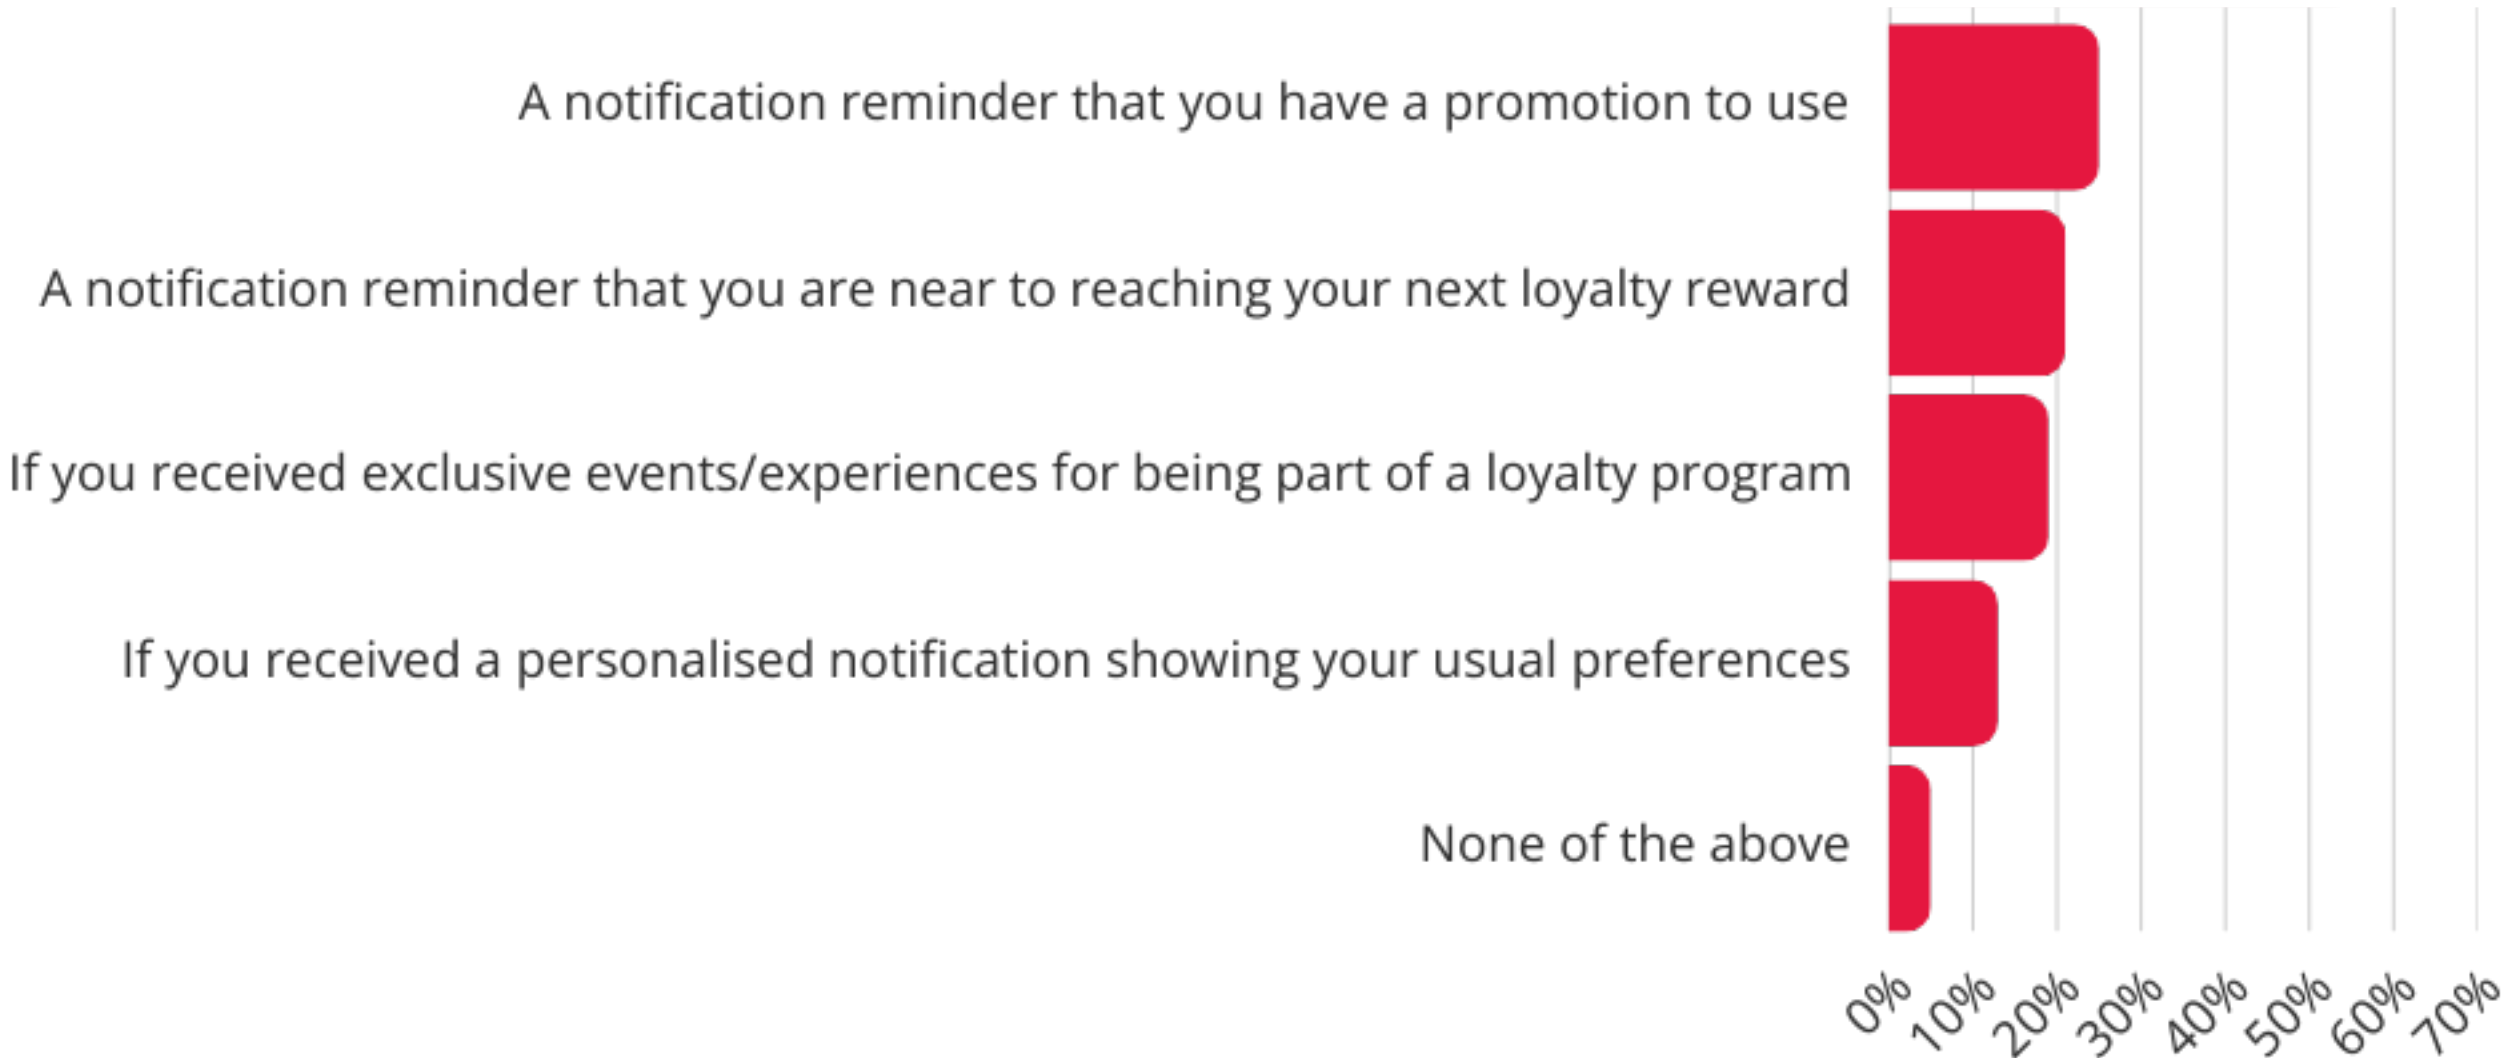 A notification reminder that you have a promotion to use
A notification reminder that you are near to reaching your next loyalty reward
If you received exclusive events/experiences for being part of a loyalty program
If you received a personalised notification showing your usual preferences
None of the above
0%
10%
20%
30%
40%
50%
60%
70%